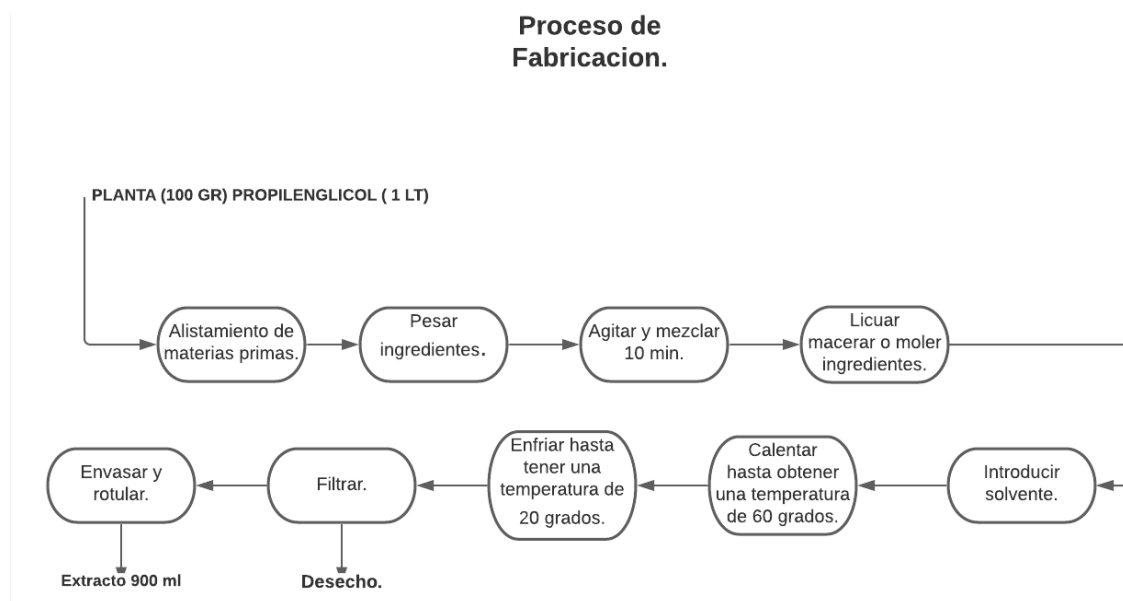 Proceso de
Fabricacion.
PLANTA (100 GR) PROPILENGLICOL ( 1 LT)
Alistamiento de
materias primas.
Pesar
ingredientes.
Agitar y mezclar
10 min.
Licuar
macerar o moler
ingredientes.
Introducir
solvente.
Calentar
hasta obtener
una temperatura
de 60 grados.
Enfriar hasta
tener una
temperatura de
20 grados.
Filtrar.
Envasar y
rotular.
Extracto 900 ml
Desecho.